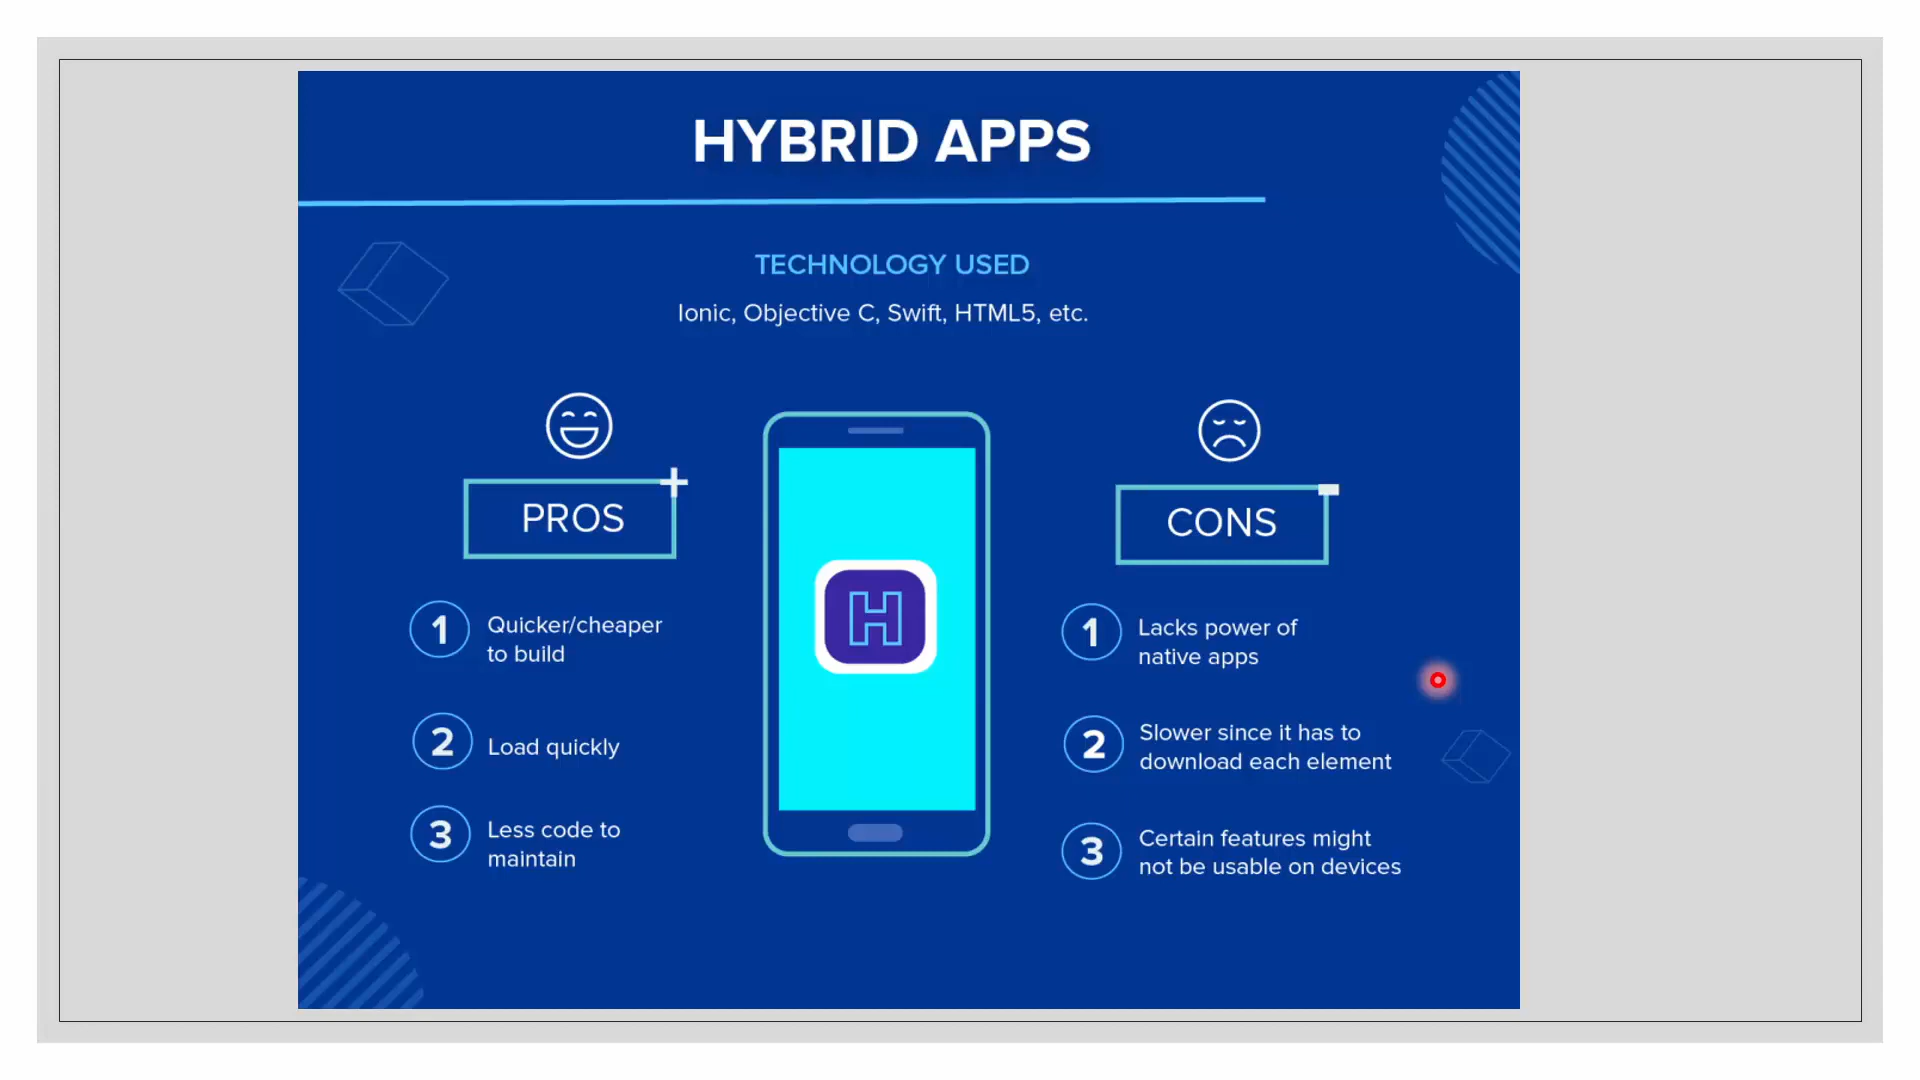 HYBRID APPS
TECHNOLOGY USED
Ionic, Objective C, Swift, HTML5, etc.
PROS
1 Quicker/cheaper
to build
2 Load quickly
3 Less code to
maintain
H
CONS
1 Lacks power of
native apps
2 Slower since it has to
download each element
3 Certain features might
not be usable on devices